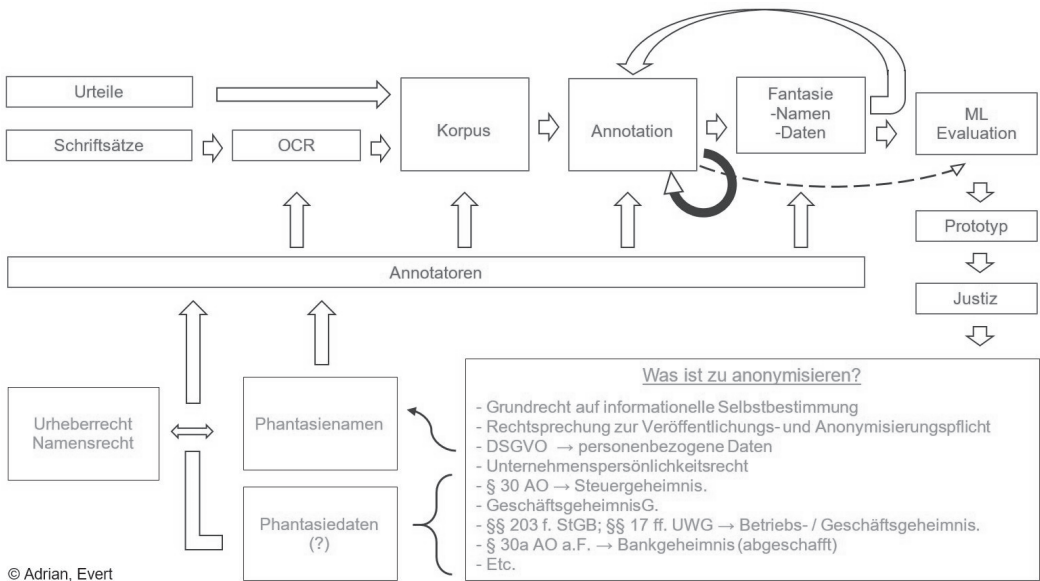 Urteile
Schriftsätze
OCR
Korpus
Annotation
Fantasie
-Namen
-Daten
ML
Evaluation
Prototyp
Annotatoren
Justiz
Urheberrecht
Namensrecht
Phantasienamen
Phantasiedaten
(?)
Was ist zu anonymisieren?
- Grundrecht auf informationelle Selbstbestimmung
- Rechtsprechung zur Veröffentlichungs- und Anonymisierungspflicht
- DSGVO → personenbezogene Daten
- Unternehmenspersönlichkeitsrecht
- § 30 AO → Steuergeheimnis.
- GeschäftsgeheimnisG.
- §§ 203 f. StGB; §§ 17 ff. UWG → Betriebs- / Geschäftsgeheimnis.
- § 30a AO a.F. → Bankgeheimnis (abgeschafft)
- Etc.
© Adrian, Evert